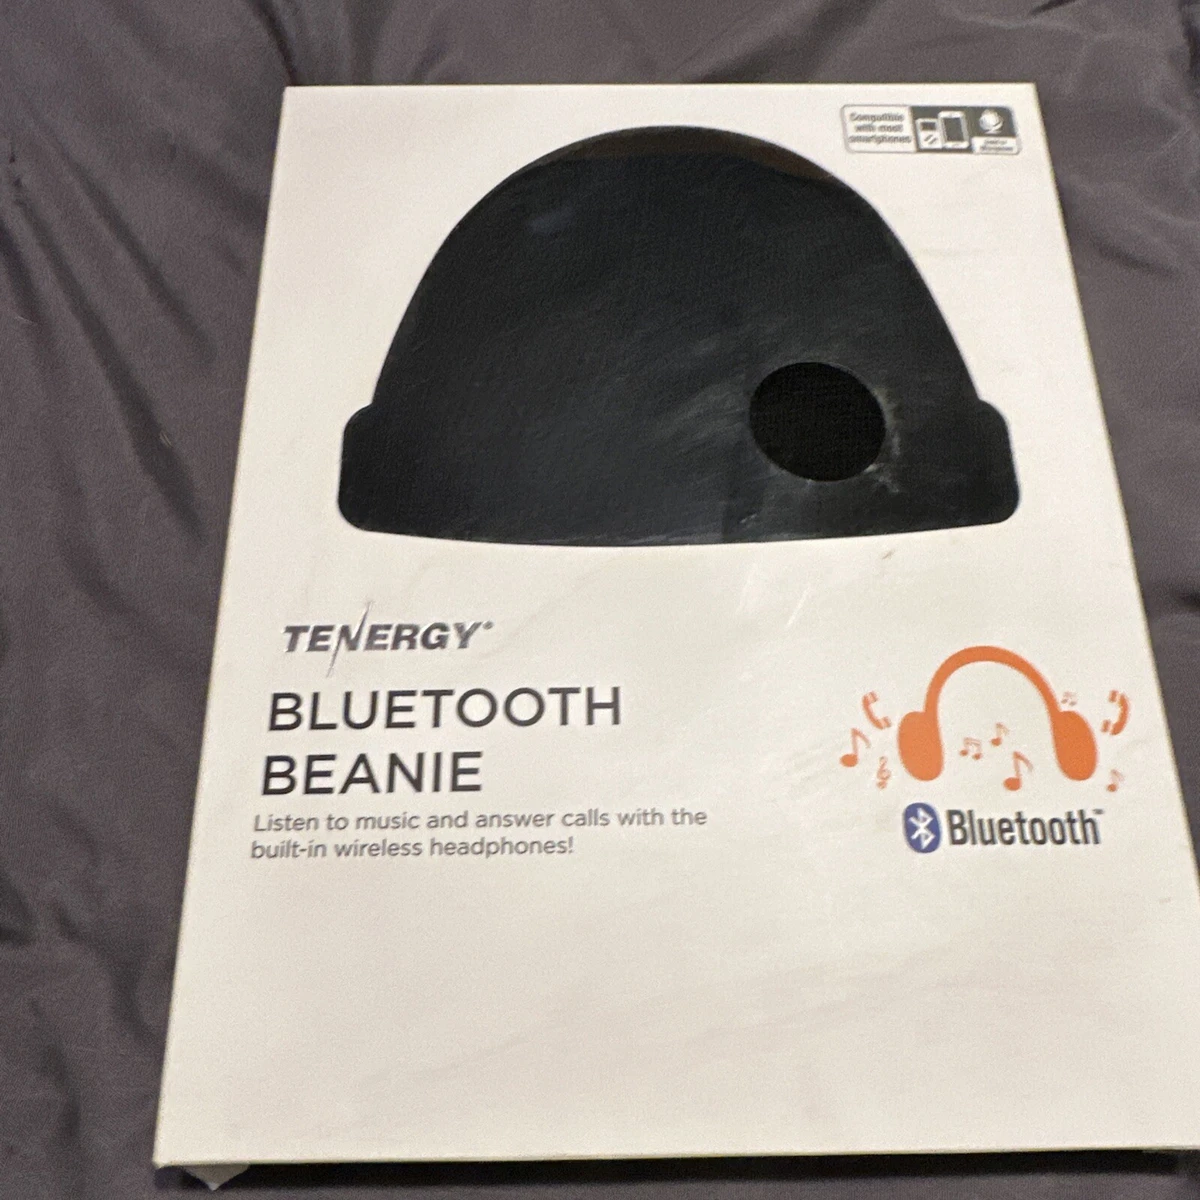 Compatible
with most
smartphones
TENERGY®
BLUETOOTH
BEANIE
Listen to music and answer calls with the
built-in wireless headphones!
Bluetooth™